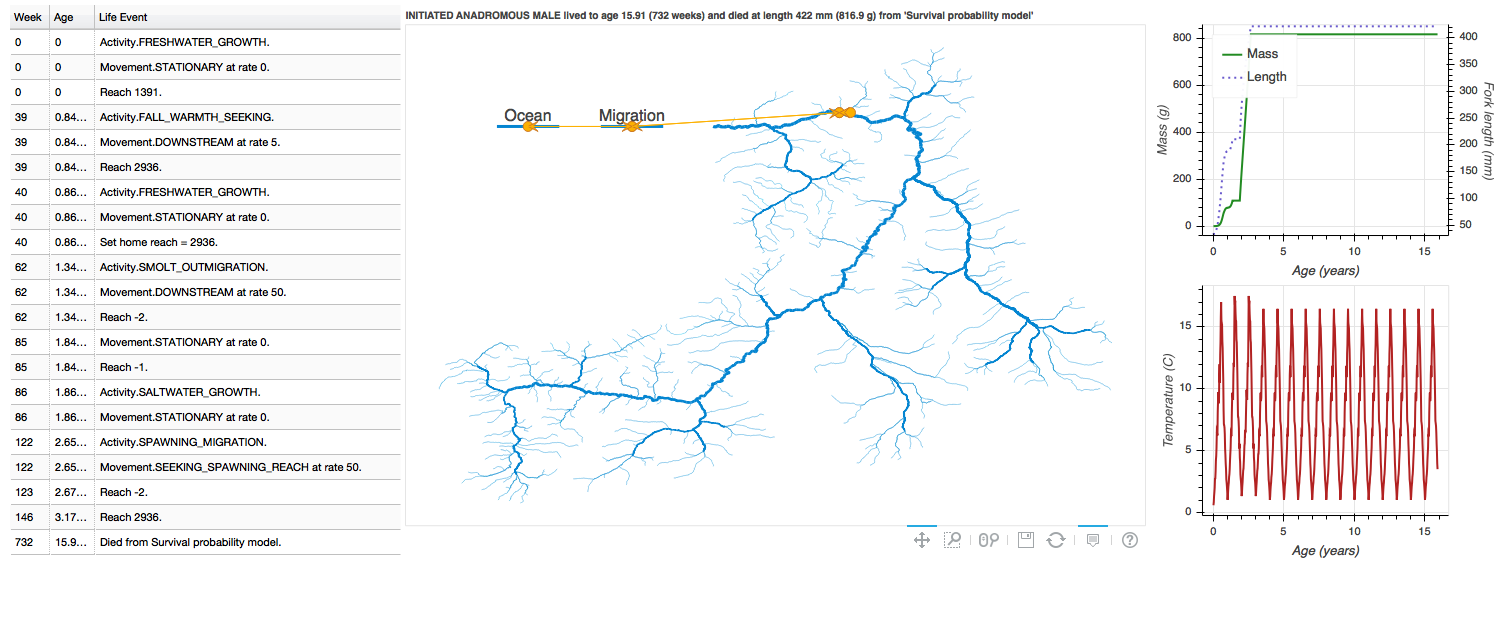 Week Age Life Event
0 0 Activity.FRESHWATER_GROWTH.
0 0 Movement.STATIONARY at rate 0.
0 0 Reach 1391.
39 0.84... Activity.FALL_WARMTH_SEEKING.
39 0.84... Movement.DOWNSTREAM at rate 5.
39 0.84... Reach 2936.
40 0.86... Activity.FRESHWATER_GROWTH.
40 0.86... Movement.STATIONARY at rate 0.
40 0.86... Set home reach = 2936.
62 1.34... Activity.SMOLT_OUTMIGRATION.
62 1.34... Movement.DOWNSTREAM at rate 50.
62 1.34... Reach -2.
85 1.84... Movement.STATIONARY at rate 0.
85 1.84... Reach -1.
86 1.86... Activity.SALTWATER_GROWTH.
86 1.86... Movement.STATIONARY at rate 0.
122 2.65... Activity.SPAWNING_MIGRATION.
122 2.65... Movement.SEEKING_SPAWNING_REACH at rate 50.
123 2.67... Reach -2.
146 3.17... Reach 2936.
732 15.9... Died from Survival probability model.
INITIATED ANADROMOUS MALE lived to age 15.91 (732 weeks) and died at length 422 mm (816.9 g) from 'Survival probability model'
Ocean Migration
Mass (g)
800
600
400
200
0
Mass
Length
400
350
300
250
200
150
100
50
Fork length (mm)
0 5 10 15
Age (years)
Temperature (C)
15
10
5
0
0 5 10 15
Age (years)